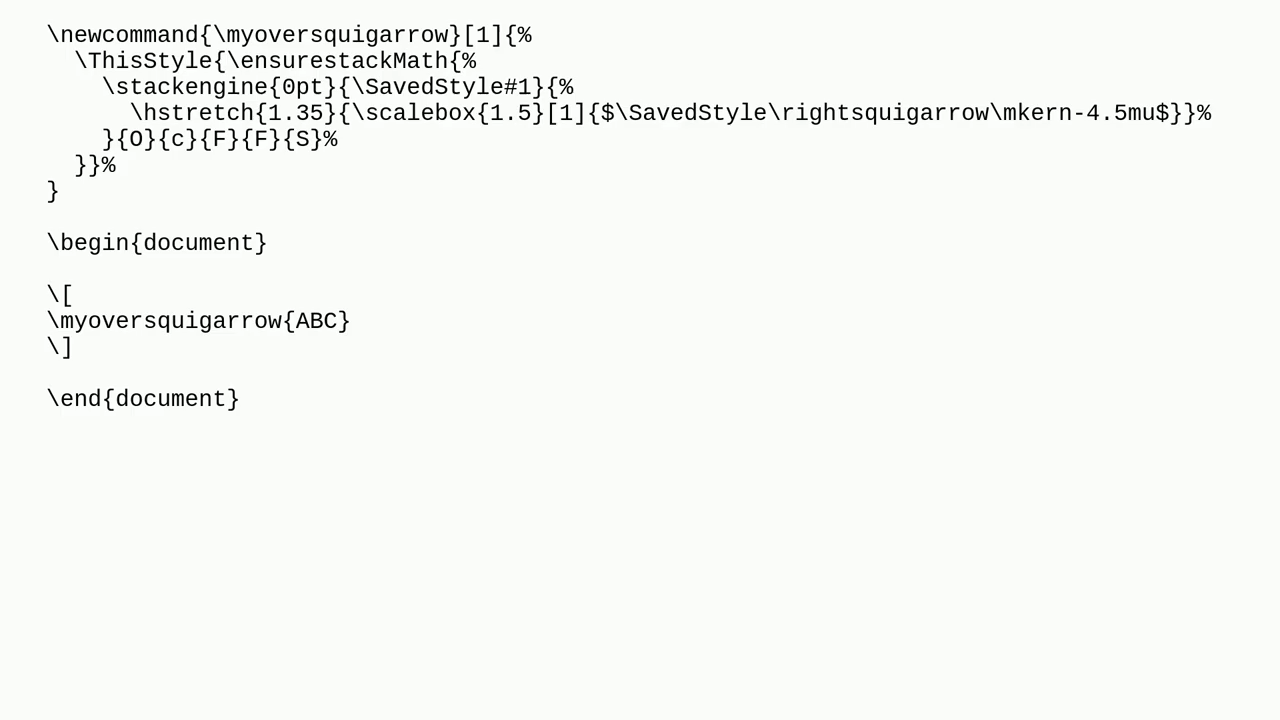 \newcommand{\myoversquigarrow}[1]{%
  \ThisStyle{\ensurestackMath{%
    \stackengine{0pt}{\SavedStyle#1}{%
      \hstretch{1.35}{\scalebox{1.5}[1]{$\SavedStyle\rightsquigarrow\mkern-4.5mu$}}%
    }{O}{c}{F}{F}{S}%
  }}%
}

\begin{document}

\[
\myoversquigarrow{ABC}
\]

\end{document}